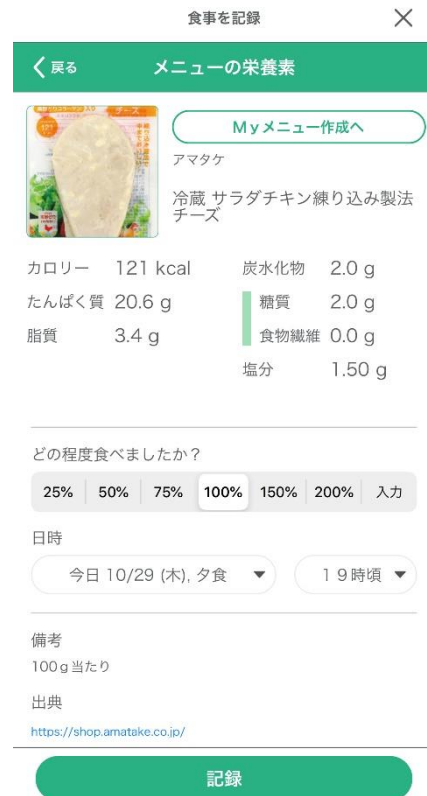 食事を記録
戻る
メニューの栄養素
チーズ
121
Myメニュー作成へ
アマタケ
冷蔵 サラダチキン練り込み製法
チーズ
カロリー 121 kcal 炭水化物 2.0 g
たんぱく質 20.6 g 糖質 2.0 g
脂質 3.4 g 食物繊維 0.0 g
塩分 1.50 g
どの程度食べましたか？
25% 50% 75% 100% 150% 200% 入力
日時
今日 10/29 (木), 夕食 ▼ 19時頃 ▼
備考
100g当たり
出典
https://shop.amatake.co.jp/
記録